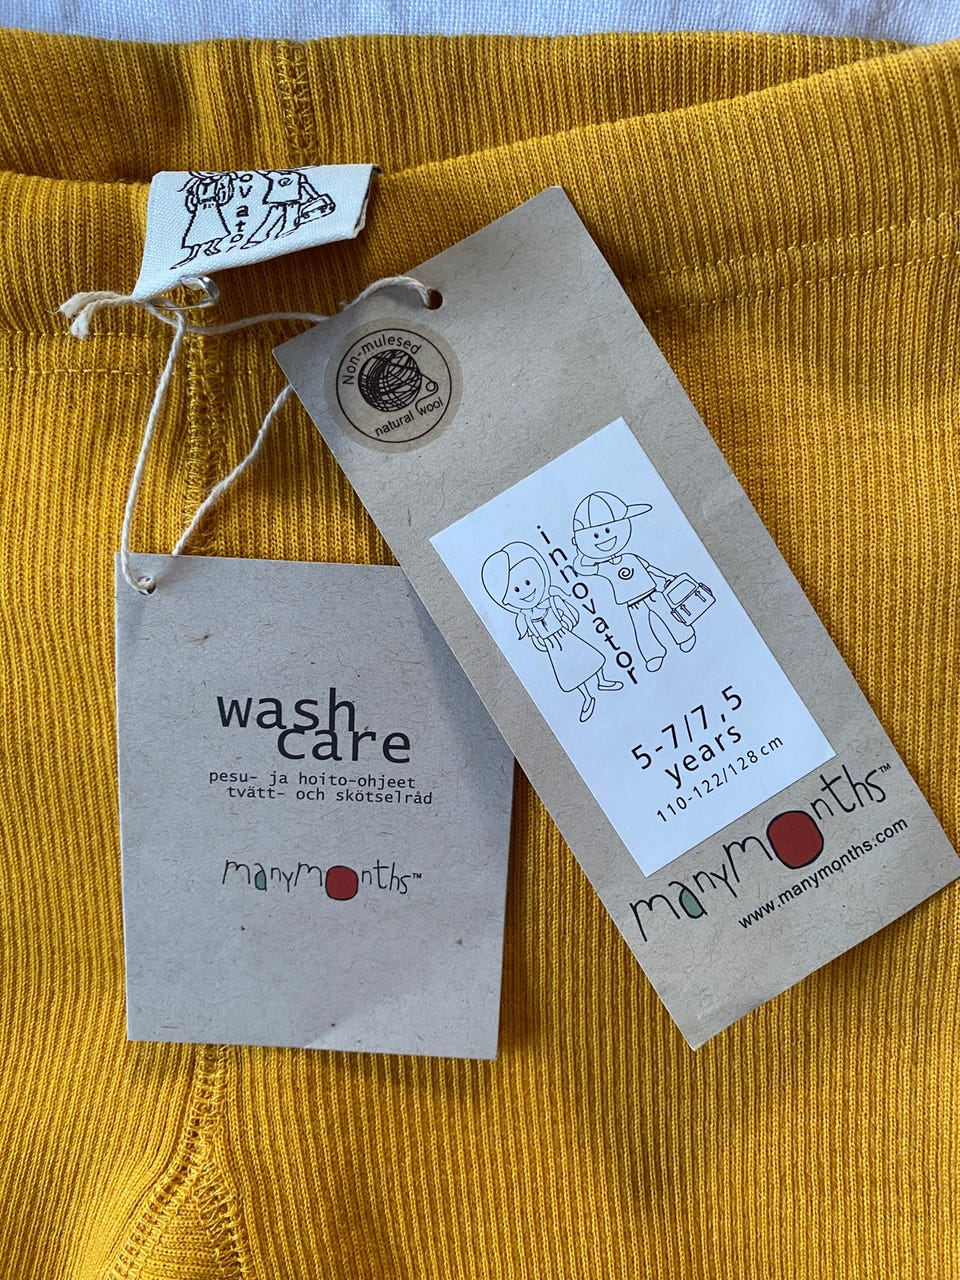 ovato
Non-mulesed
natural wool
innovator
5-7/7,5
years
110-122/128 cm
manymonths™
www.manymonths.com
wash
care
pesu- ja hoito-ohjeet
tvätt- och skötselråd
manymonths™